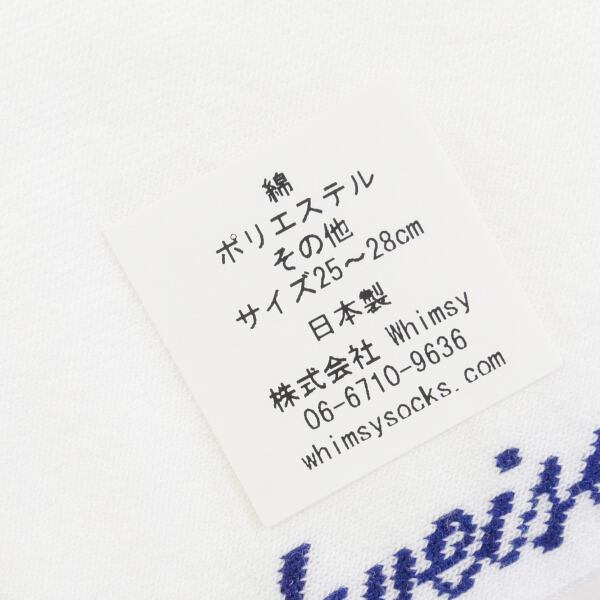 綿
ポリエステル
その他
サイズ25～28cm
日本製
株式会社 Whimsy
06-6710-9636
whimsysocks.com